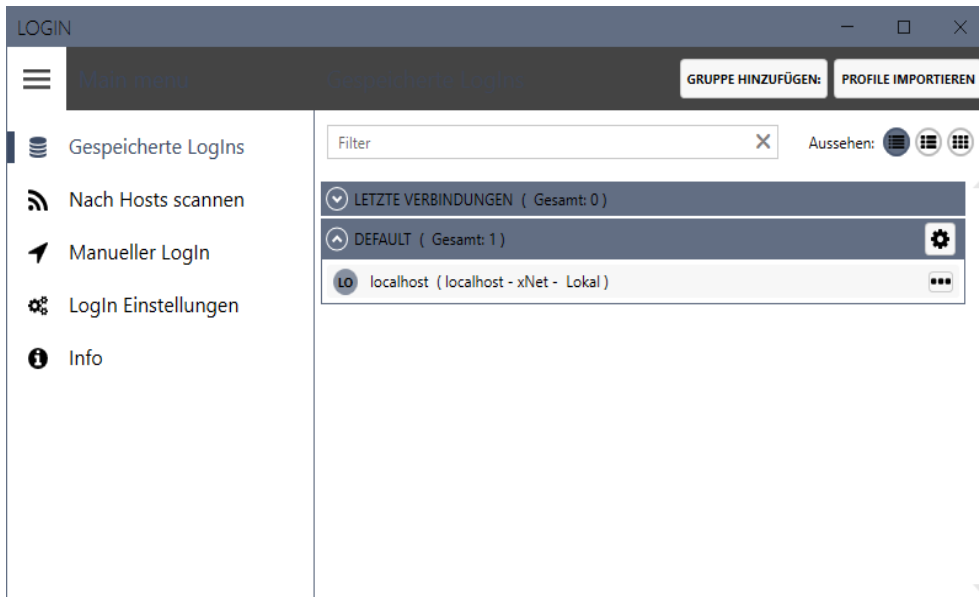 LOGIN
GRUPPE HINZUFÜGEN: PROFILE IMPORTIEREN
Gespeicherte LogIns
Nach Hosts scannen
Manueller LogIn
LogIn Einstellungen
Info
Filter
Aussehen:
LETZTE VERBINDUNGEN ( Gesamt: 0 )
DEFAULT ( Gesamt: 1 )
LO localhost ( localhost - xNet - Lokal )